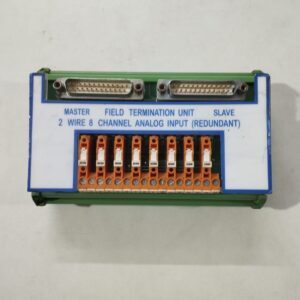 MASTER FIELD TERMINATION UNIT SLAVE
2 WIRE 8 CHANNEL ANALOG INPUT (REDUNDANT)